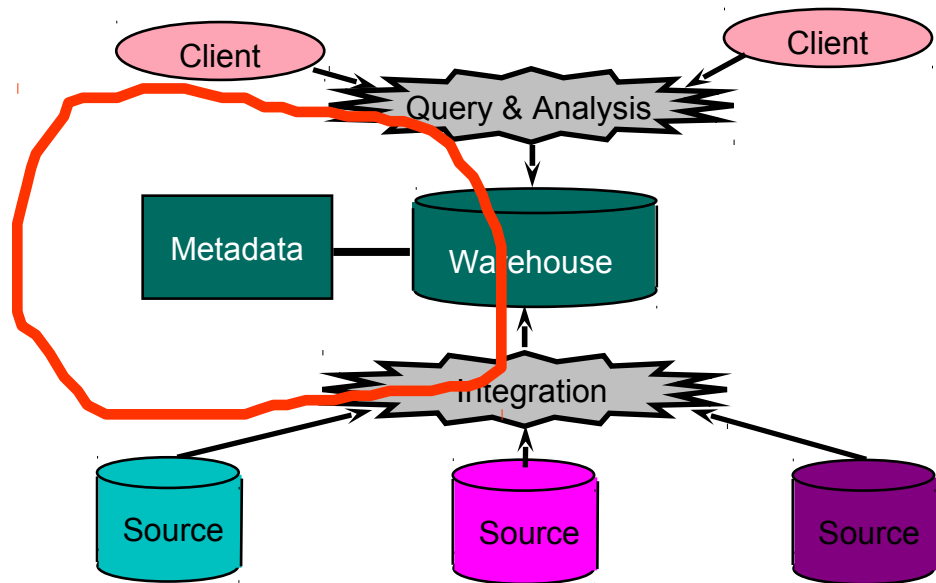 Client
Client
Query & Analysis
Metadata
Warehouse
Integration
Source
Source
Source